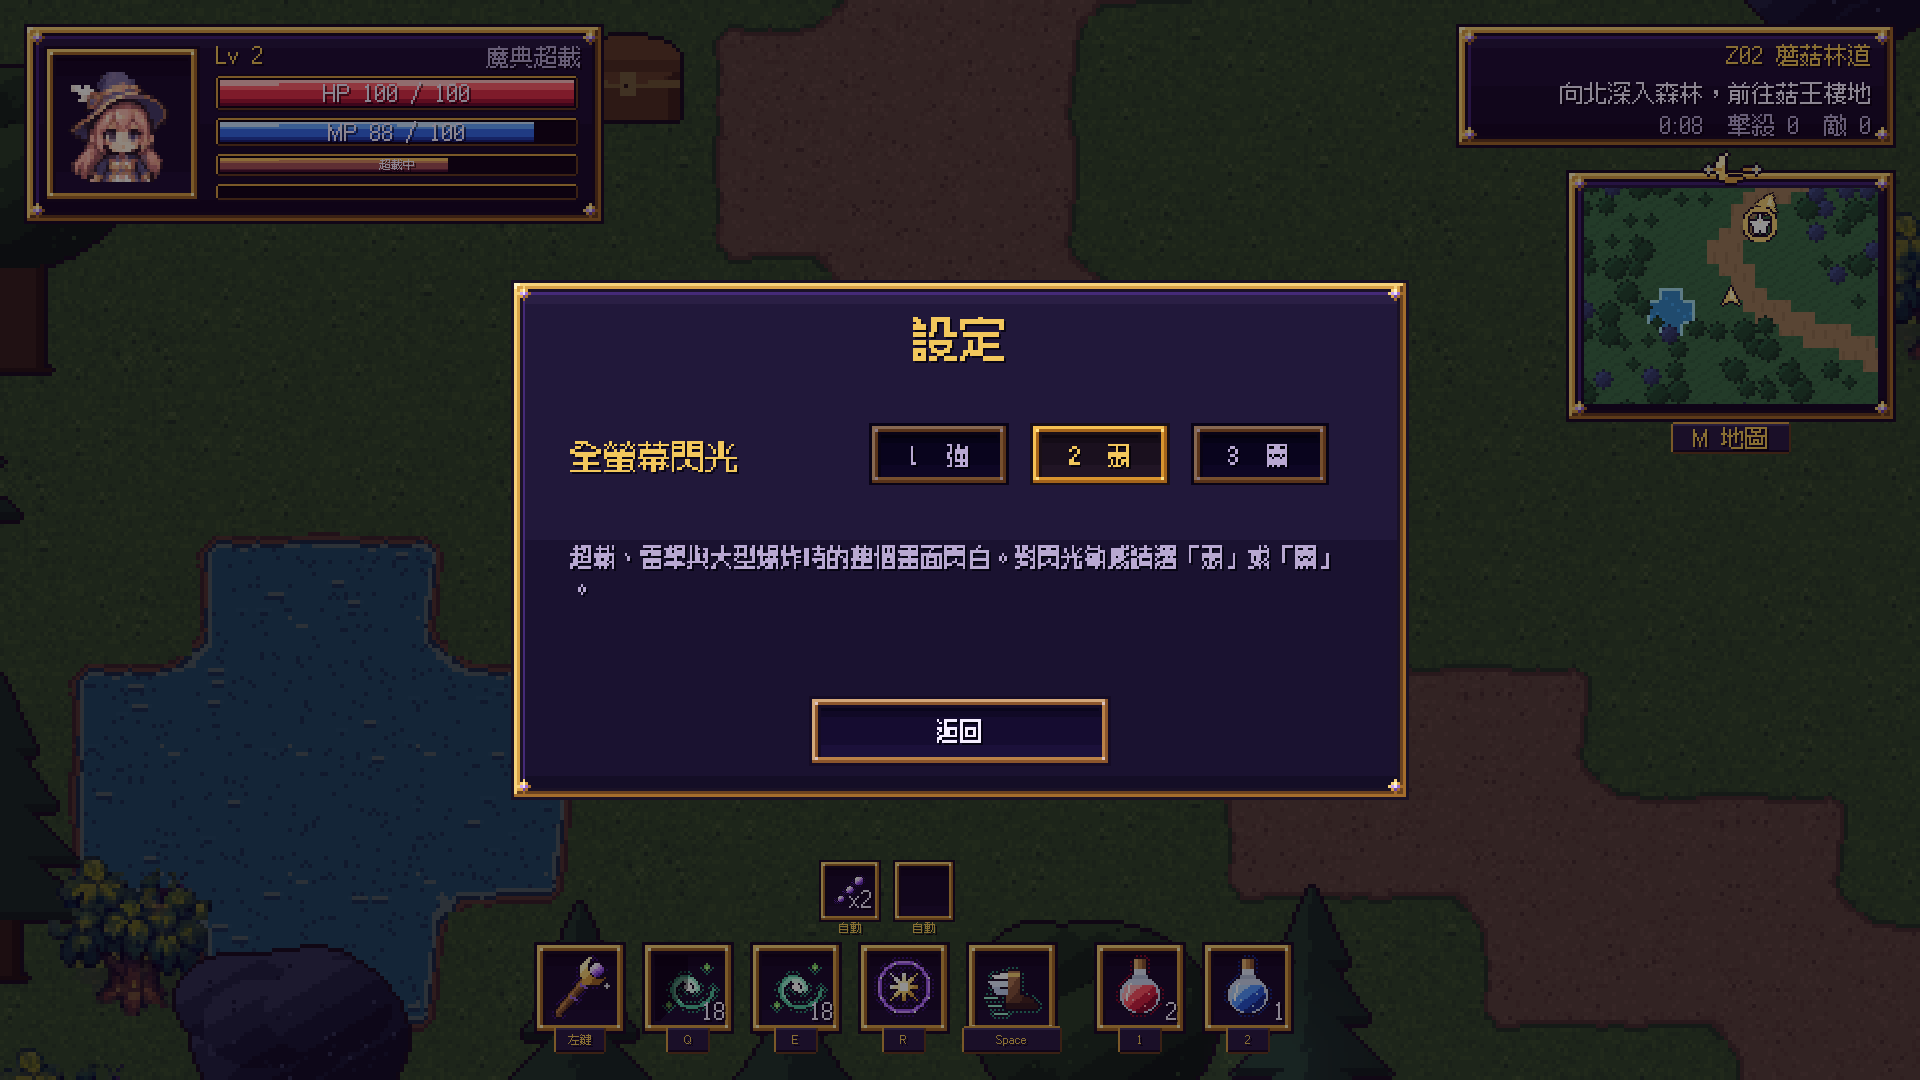 Lv 2 魔典超載
HP 100 / 100
MP 88 / 100
超載中
Z02 蘑菇林道
向北深入森林，前往菇王棲地
0:08 擊殺 0 敵 0
M 地圖
設定
全螢幕閃光
1 強
2 弱
3 關
超載、雷擊與大型爆炸時的整個畫面閃白。對閃光敏感請選「弱」或「關」
。
返回
x2
自動
自動
18
18
2
1
左鍵
Q
E
R
Space
1
2